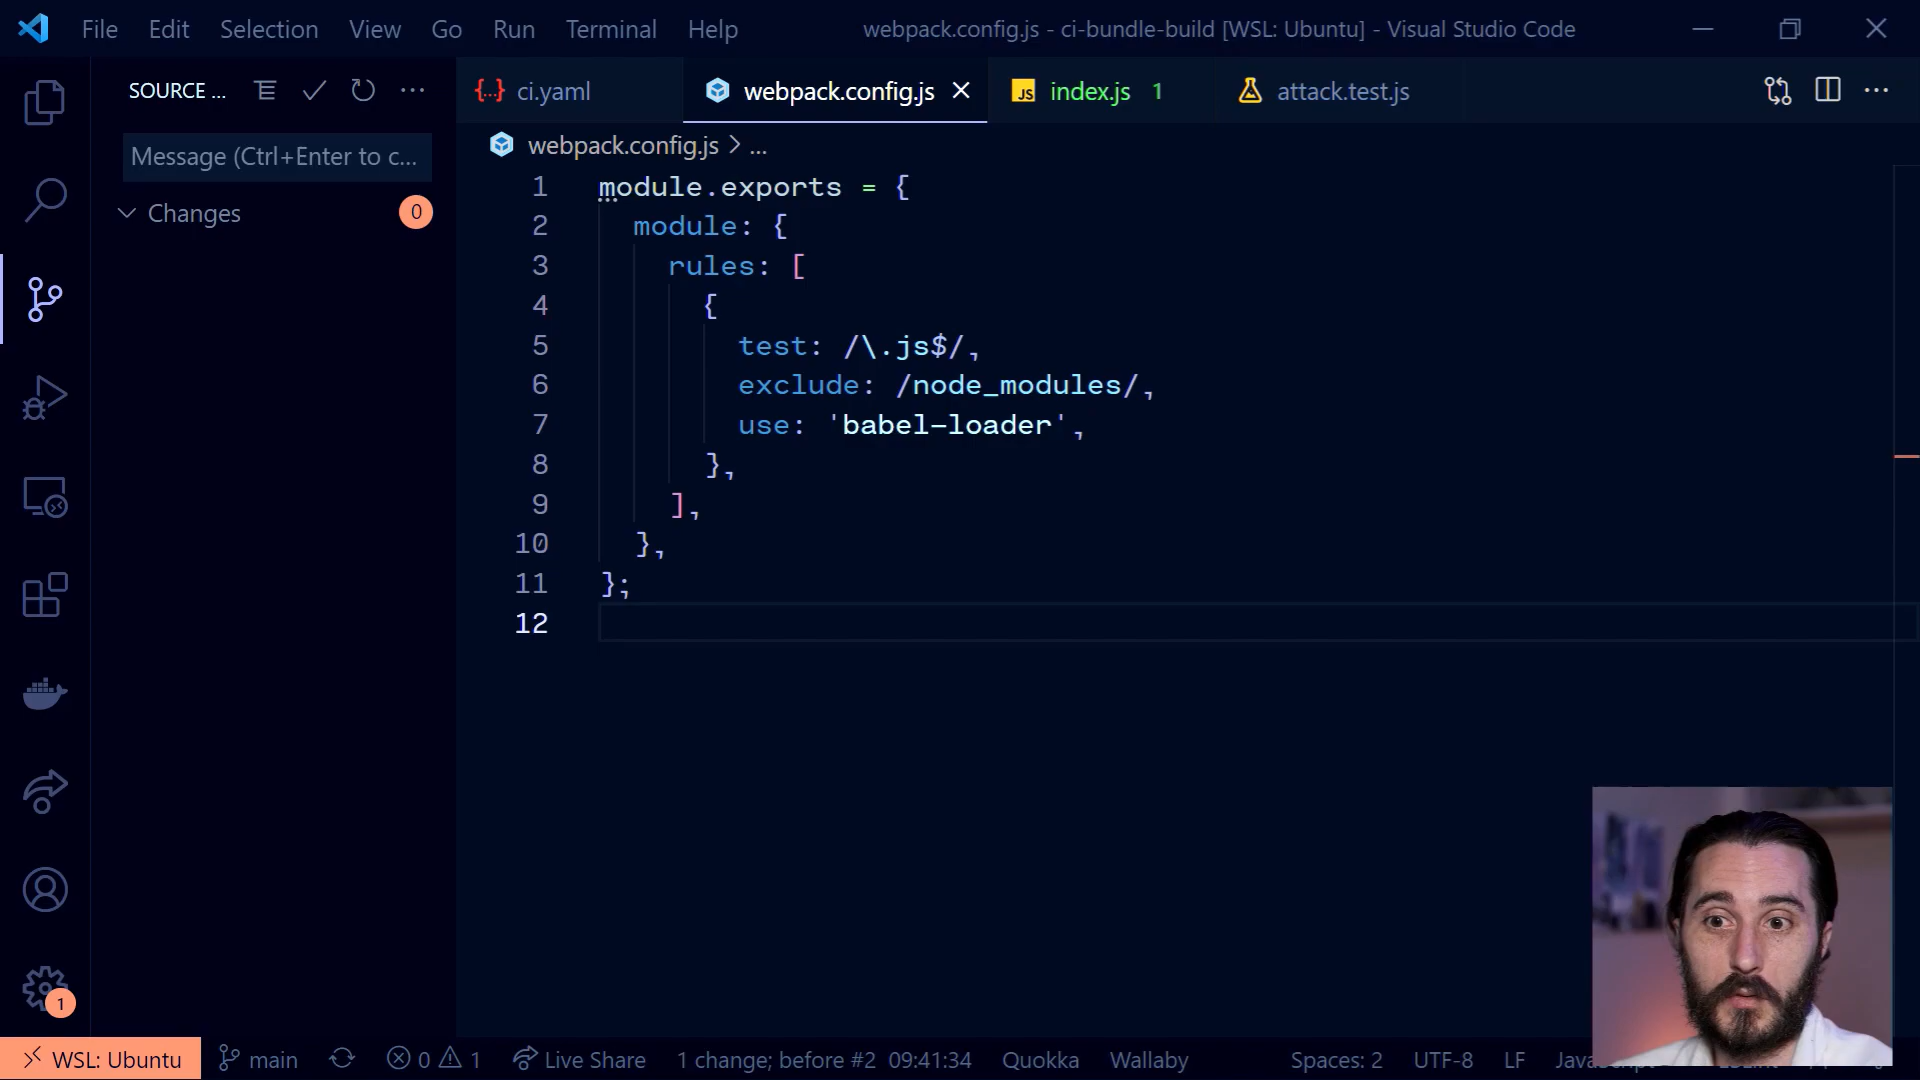 File Edit Selection View Go Run Terminal Help
webpack.config.js - ci-bundle-build [WSL: Ubuntu] - Visual Studio Code
SOURCE ...
ci.yaml
webpack.config.js
index.js 1
attack.test.js
Message (Ctrl+Enter to c...
Changes
0
webpack.config.js > ...
1 module.exports = {
2 module: {
3 rules: [
4 {
5 test: /\.js$/,
6 exclude: /node_modules/,
7 use: 'babel-loader',
8 },
9 ],
10 },
11 };
12
1
WSL: Ubuntu
main
0
1
Live Share
1 change; before #2 09:41:34
Quokka
Wallaby
Spaces: 2
UTF-8
LF